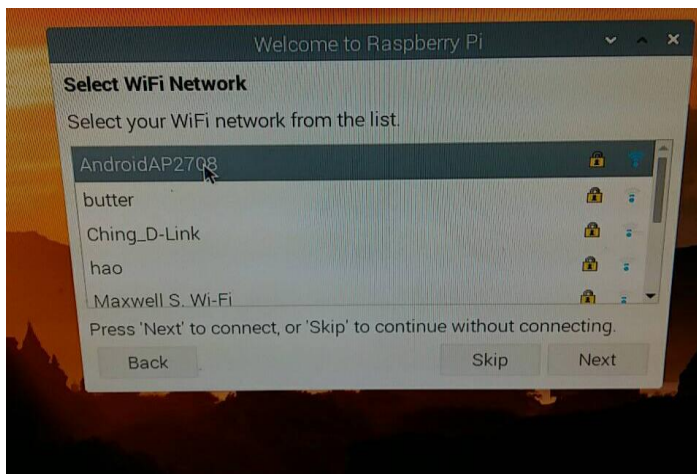 Welcome to Raspberry Pi
Select WiFi Network
Select your WiFi network from the list.
AndroidAP2708
butter
Ching_D-Link
hao
Maxwell S. Wi-Fi
Press 'Next' to connect, or 'Skip' to continue without connecting.
Back Skip Next